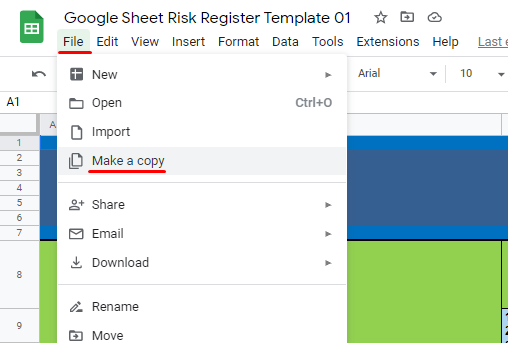 Google Sheet Risk Register Template 01
File Edit View Insert Format Data Tools Extensions Help Last e
Arial 10
A1
A
New
Open Ctrl+O
Import
Make a copy
Share
Email
Download
Rename
Move
1
2
3
4
5
6
7
8
9